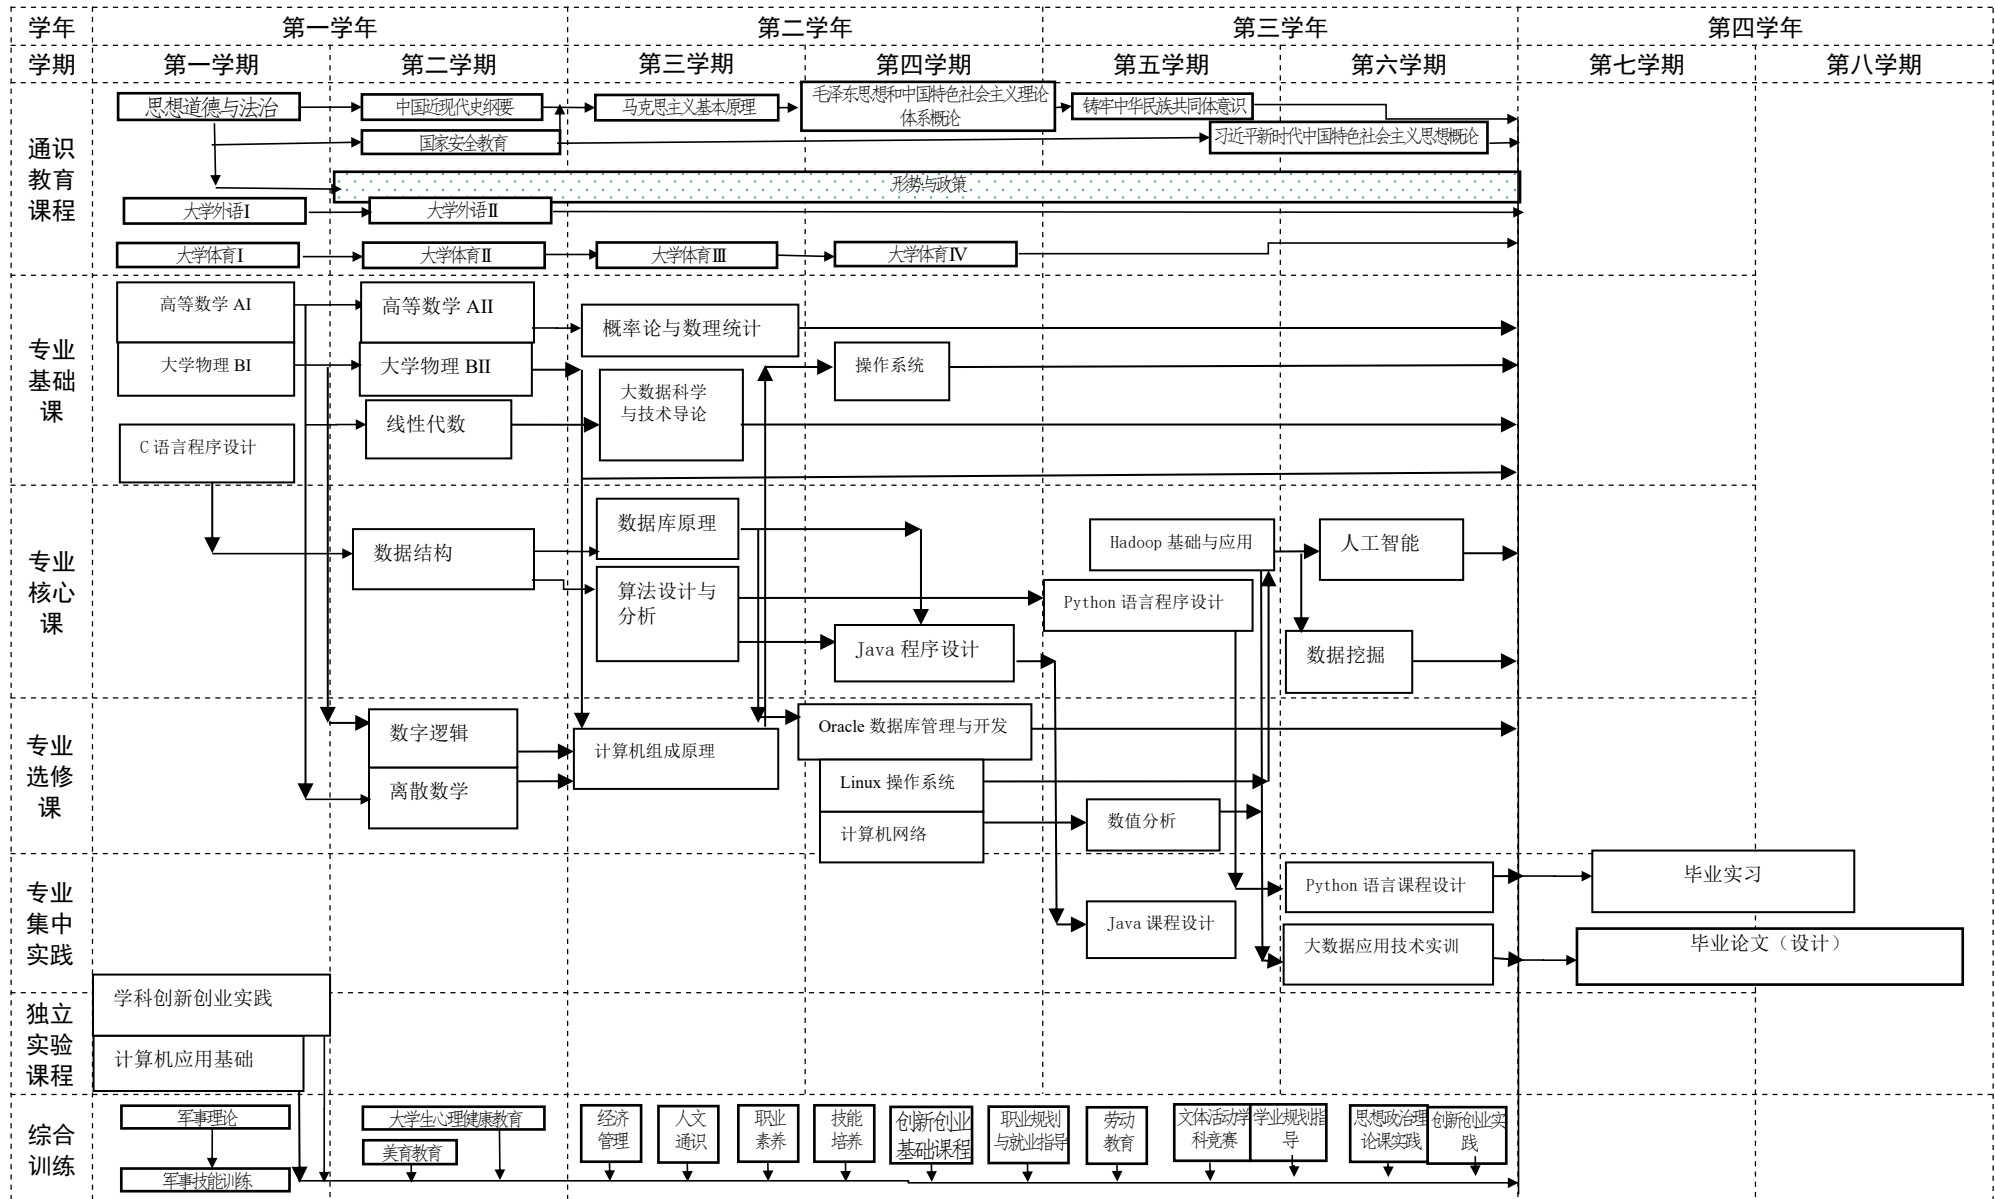 学年
第一学年
第二学年
第三学年
第四学年
学期
第一学期
第二学期
第三学期
第四学期
第五学期
第六学期
第七学期
第八学期
通识
教育
课程
思想道德与法治
中国近现代史纲要
马克思主义基本原理
毛泽东思想和中国特色社会主义理论
体系概论
铸牢中华民族共同体意识
国家安全教育
习近平新时代中国特色社会主义思想概论
形势与政策
大学外语Ⅰ
大学外语Ⅱ
大学体育Ⅰ
大学体育Ⅱ
大学体育Ⅲ
大学体育Ⅳ
专业
基础
课
高等数学 AI
高等数学 AII
概率论与数理统计
大学物理 BI
大学物理 BII
操作系统
大数据科学
与技术导论
线性代数
C 语言程序设计
专业
核心
课
数据库原理
数据结构
Hadoop 基础与应用
人工智能
算法设计与
分析
Python 语言程序设计
Java 程序设计
数据挖掘
专业
选修
课
数字逻辑
计算机组成原理
Oracle 数据库管理与开发
Linux 操作系统
离散数学
计算机网络
数值分析
专业
集中
实践
Python 语言课程设计
毕业实习
Java 课程设计
大数据应用技术实训
毕业论文（设计）
独立
实验
课程
学科创新创业实践
计算机应用基础
综合
训练
军事理论
军事技能训练
大学生心理健康教育
美育教育
经济
管理
人文
通识
职业
素养
技能
培养
创新创业
基础课程
职业规划
与就业指导
劳动
教育
文体活动学
科竞赛
学业规划指
导
思想政治理
论课实践
创新创业实
践